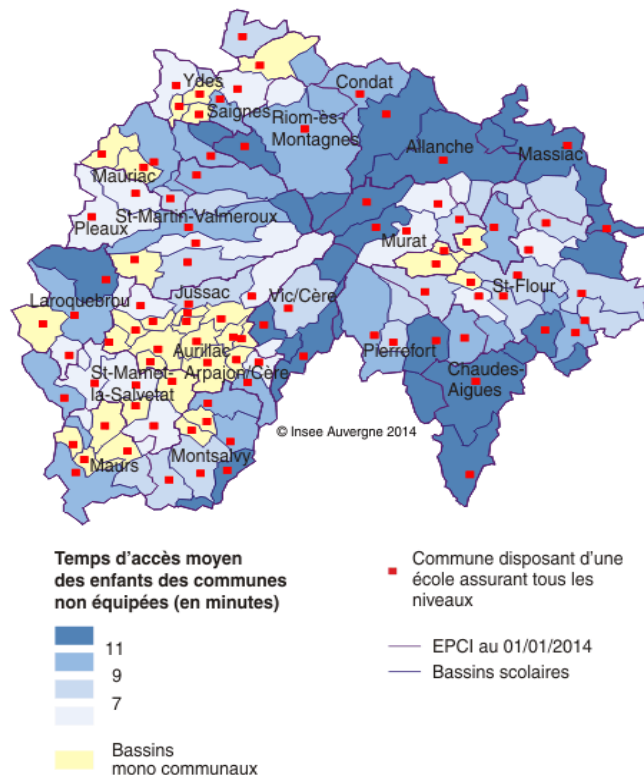 Ydes
Condat
Saignes
Riom-ès-
Montagnes
Allanche
Massiac
Mauriac
St-Martin-Valmeroux
Pleaux
Murat
St-Flour
Laroquebrou
Jussac
Vic/Cère
Aurillac
Pierrefort
St-Mamet-
la-Salvetat
Arpajon/Cère
Chaudes-
Aigues
© Insee Auvergne 2014
Maurs
Montsalvy
Temps d'accès moyen
des enfants des communes
non équipées (en minutes)
11
9
7
Bassins
mono communaux
Commune disposant d'une
école assurant tous les
niveaux
EPCI au 01/01/2014
Bassins scolaires